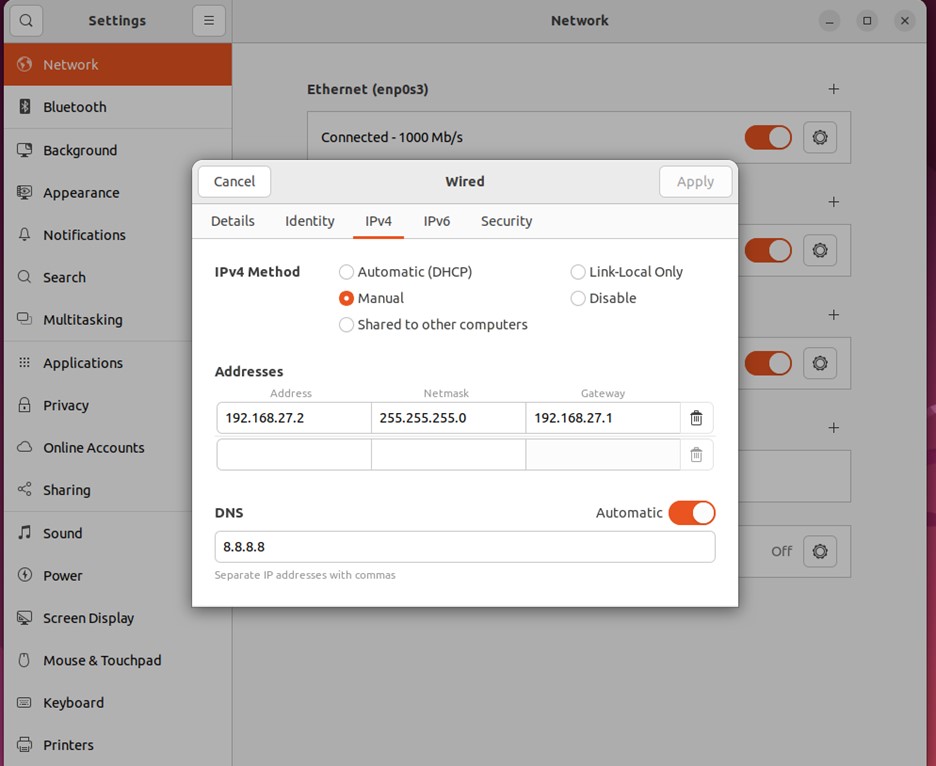 Settings
Network
Network
Bluetooth
Background
Appearance
Notifications
Search
Multitasking
Applications
Privacy
Online Accounts
Sharing
Sound
Power
Screen Display
Mouse & Touchpad
Keyboard
Printers
Ethernet (enp0s3)
Connected - 1000 Mb/s
Off
Cancel
Wired
Apply
Details Identity IPv4 IPv6 Security
IPv4 Method
Automatic (DHCP) Link-Local Only
Manual Disable
Shared to other computers
Addresses
Address Netmask Gateway
192.168.27.2 255.255.255.0 192.168.27.1
DNS Automatic
8.8.8.8
Separate IP addresses with commas